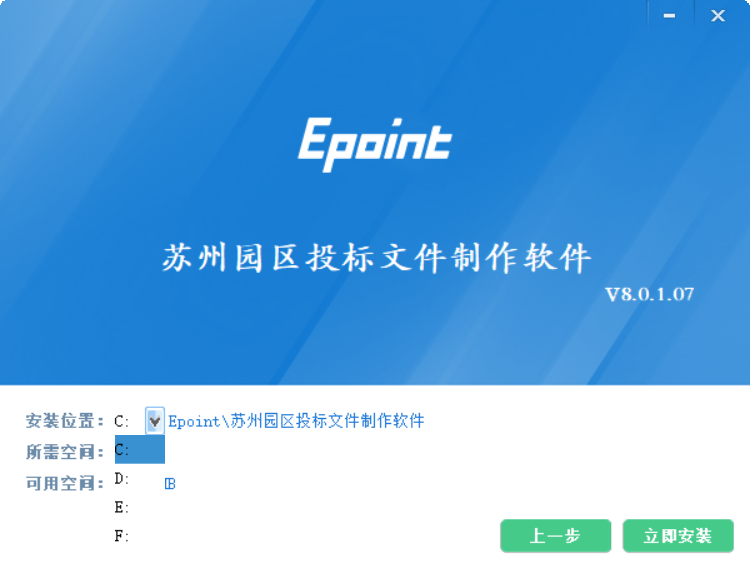 Epoint
苏州园区投标文件制作软件
V8.0.1.07
安装位置: C: Epoint\苏州园区投标文件制作软件
所需空间: C:
可用空间: D:
E:
F:
上一步 立即安装